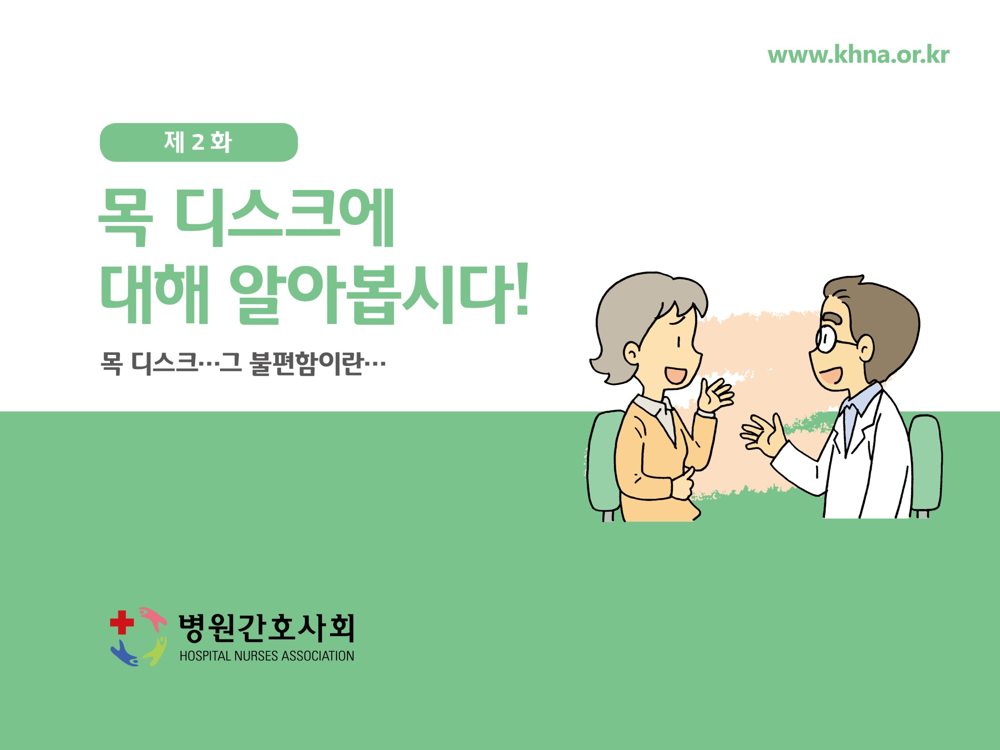 www.khna.or.kr
제 2 화
목 디스크에
대해 알아봅시다!
목 디스크…그 불편함이란…
병원간호사회
HOSPITAL NURSES ASSOCIATION